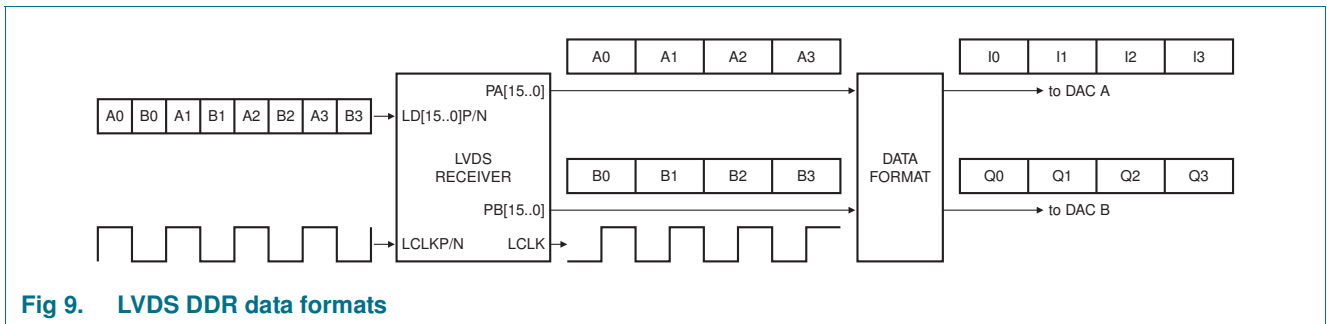 A0 A1 A2 A3
I0 I1 I2 I3
PA[15..0]
to DAC A
A0 B0 A1 B1 A2 B2 A3 B3
LD[15..0]P/N
LVDS
RECEIVER
DATA
FORMAT
B0 B1 B2 B3
Q0 Q1 Q2 Q3
PB[15..0]
to DAC B
LCLKP/N
LCLK
Fig 9. LVDS DDR data formats